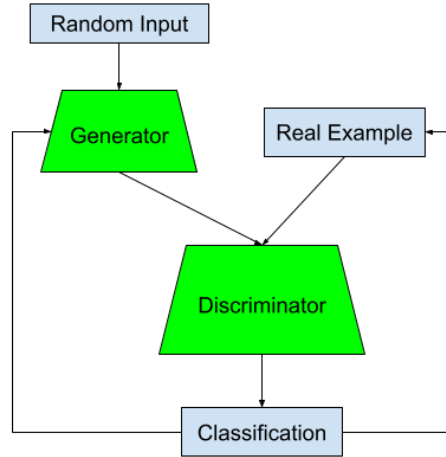 Random Input
Generator
Real Example
Discriminator
Classification